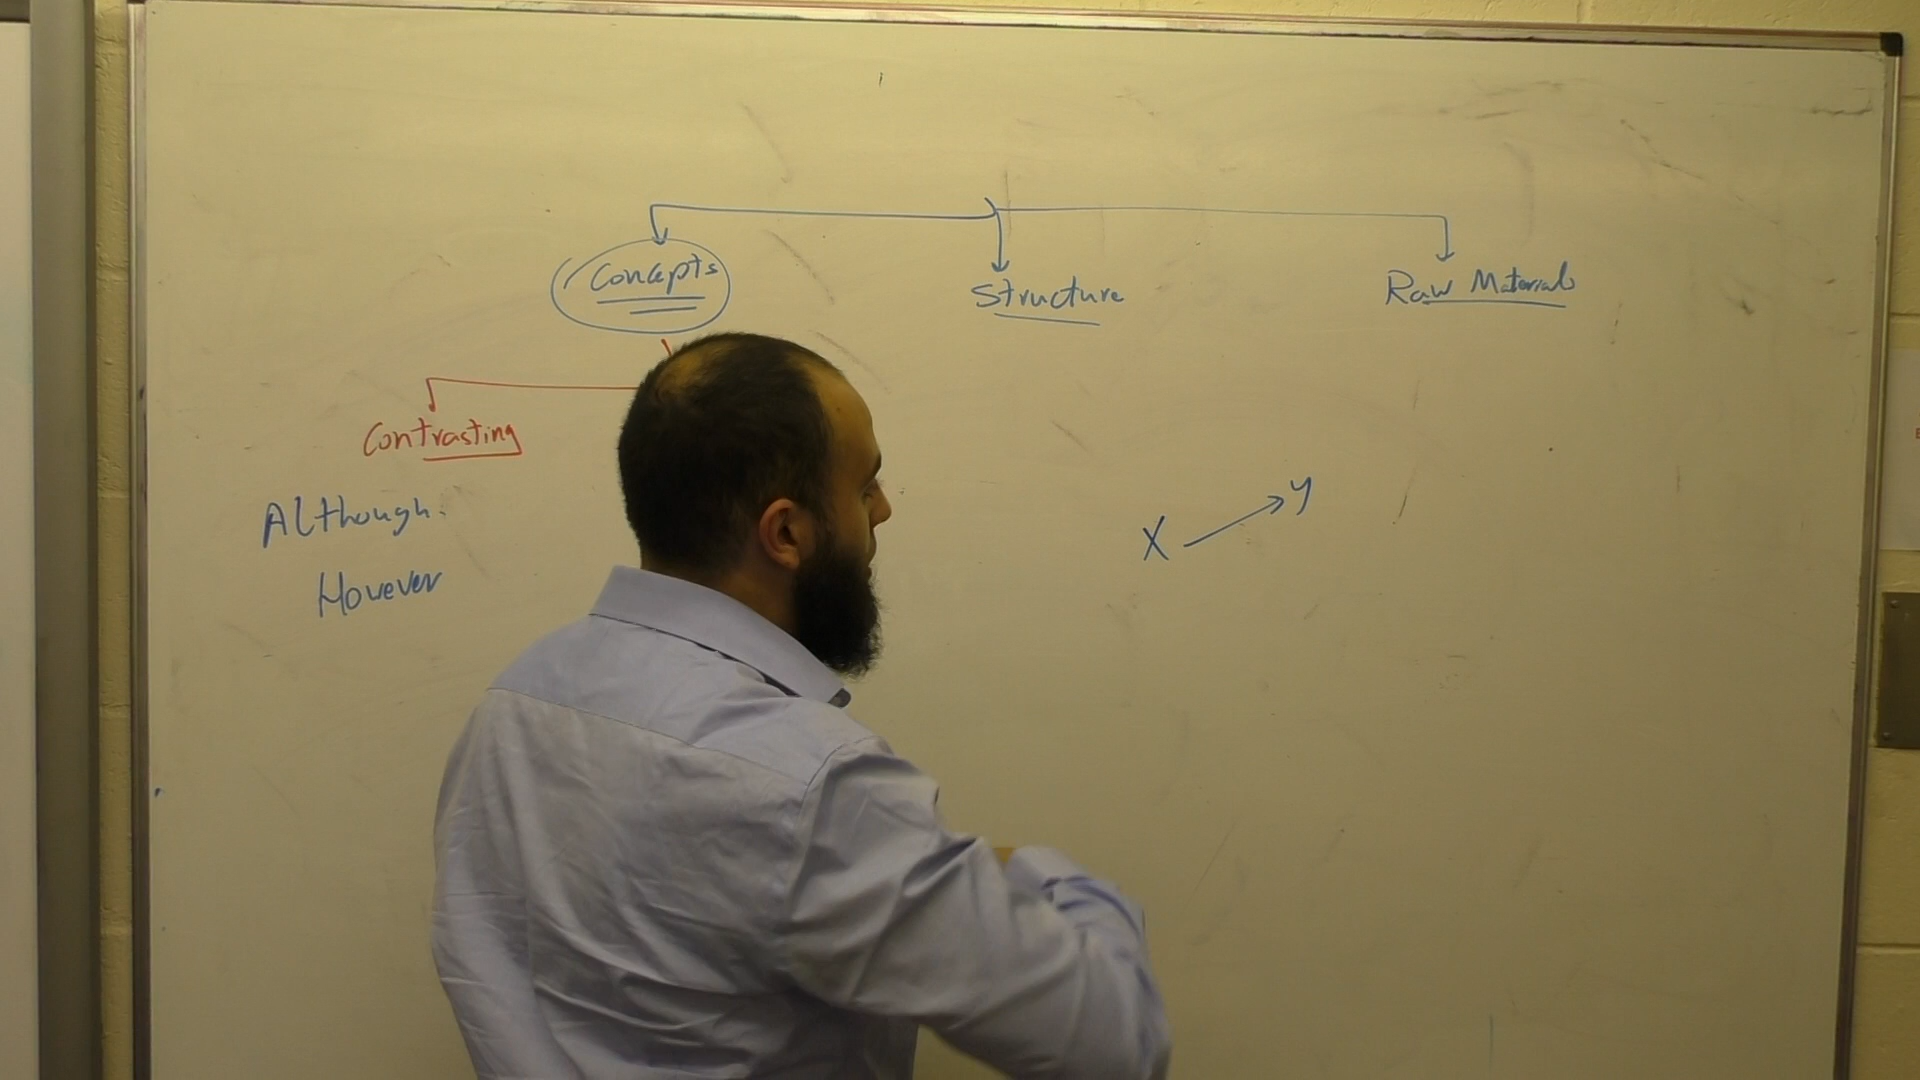 Concepts
Structure
Raw Materials
Contrasting
Although
However
X → y